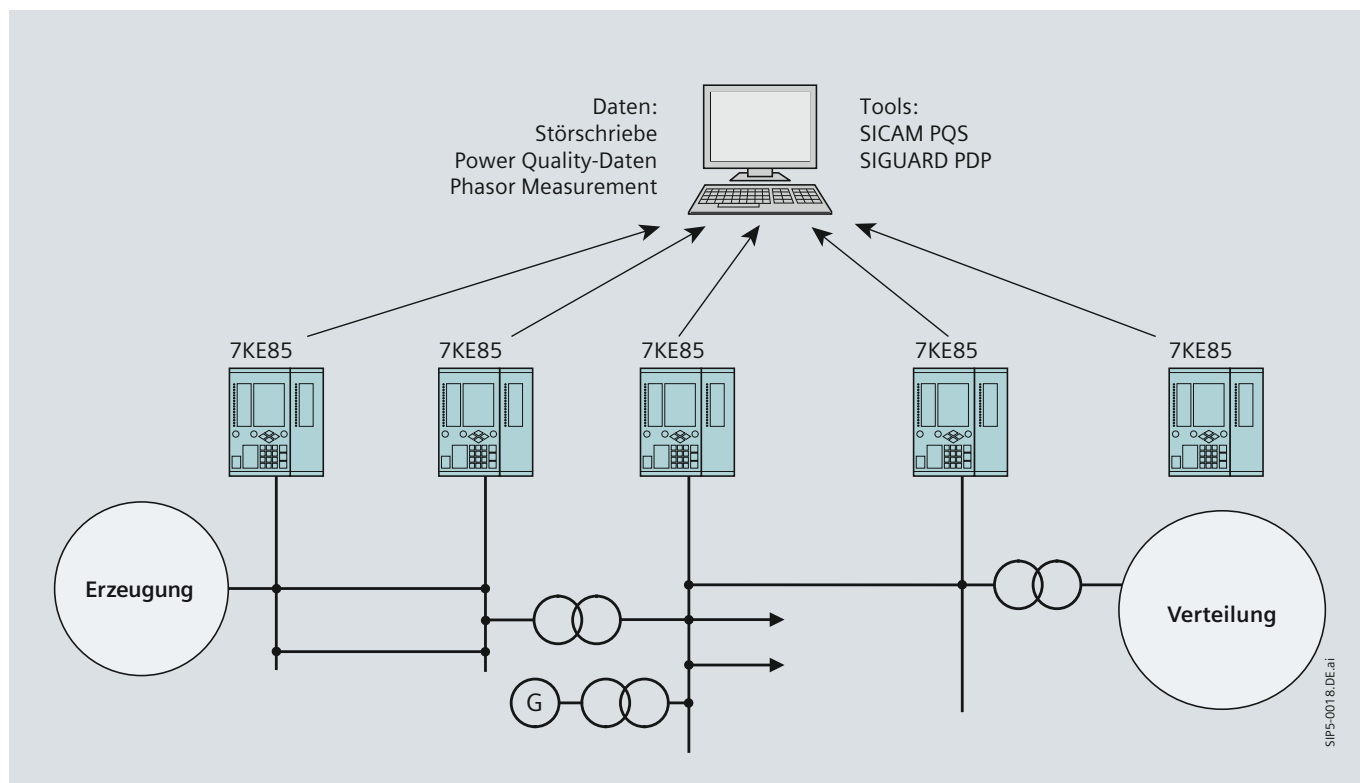 Daten:
Störschriebe
Power Quality-Daten
Phasor Measurement
Tools:
SICAM PQS
SIGUARD PDP
7KE85
7KE85
7KE85
7KE85
7KE85
Erzeugung
Verteilung
G
SIP5-0018.DE.ai